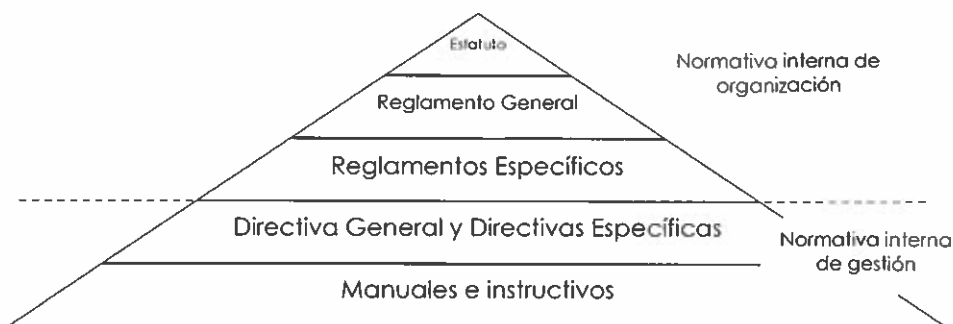 Estatuto
Normativa interna de
organización
Reglamento General
Reglamentos Específicos
Directiva General y Directivas Específicas
Normativa interna
de gestión
Manuales e instructivos